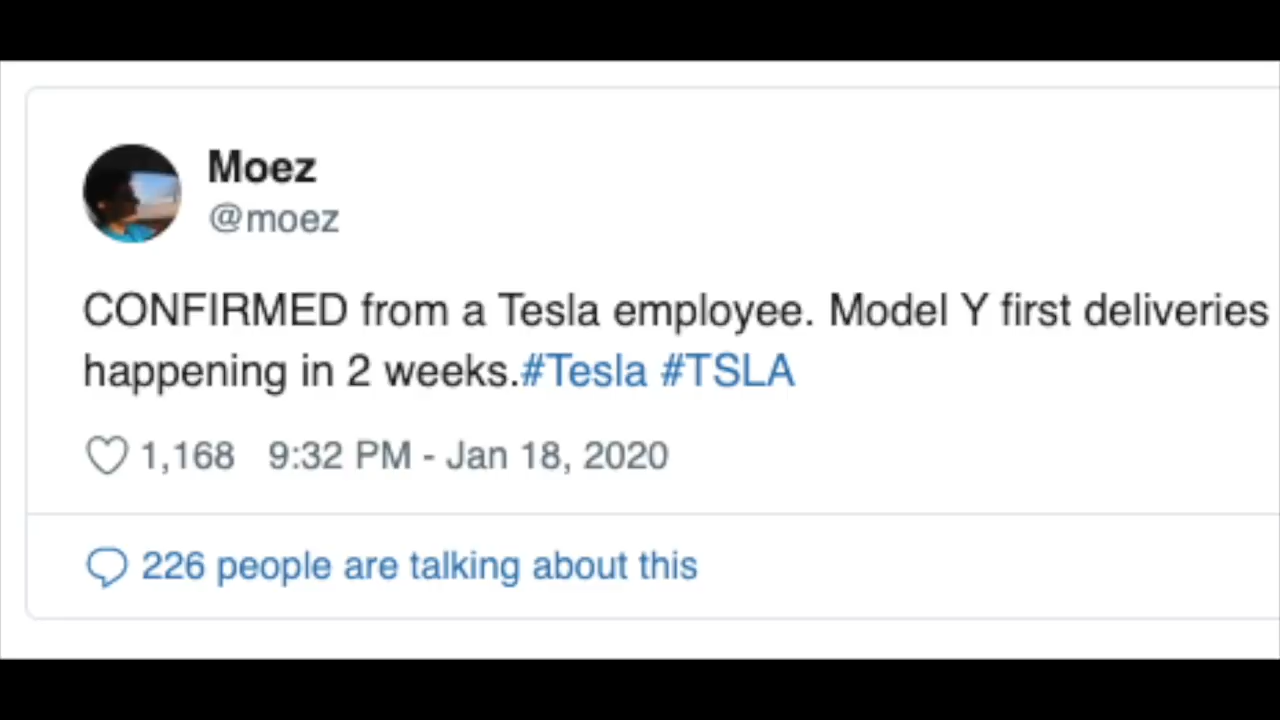 Moez
@moez
CONFIRMED from a Tesla employee. Model Y first deliveries
happening in 2 weeks.#Tesla #TSLA
1,168 9:32 PM - Jan 18, 2020
226 people are talking about this